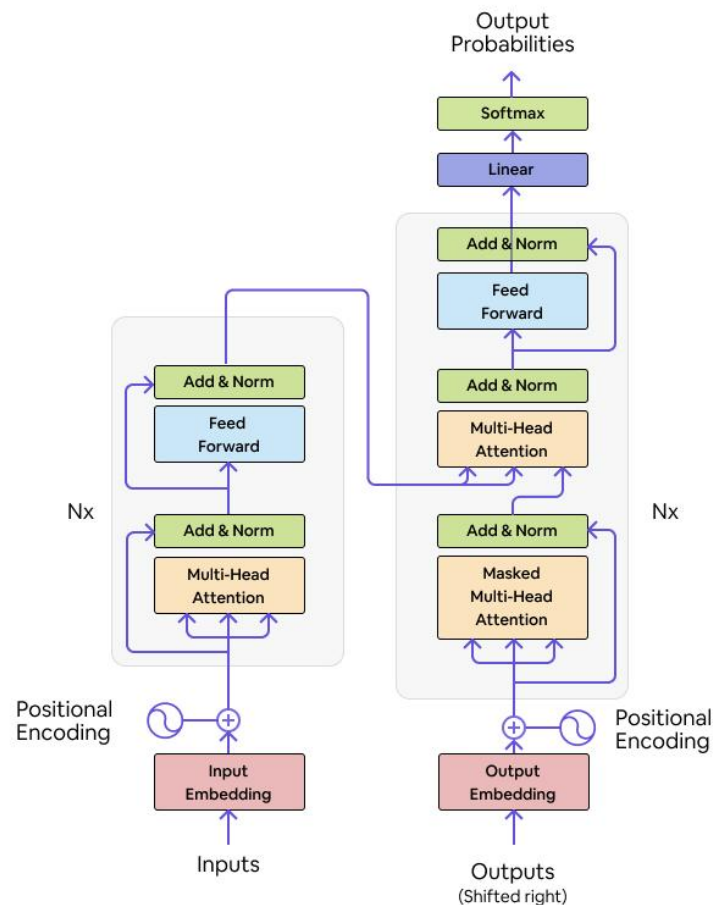 Output
Probabilities
Softmax
Linear
Add & Norm
Feed
Forward
Add & Norm
Multi-Head
Attention
Add & Norm
Masked
Multi-Head
Attention
Nx
Add & Norm
Feed
Forward
Add & Norm
Multi-Head
Attention
Nx
Positional
Encoding
Positional
Encoding
Input
Embedding
Output
Embedding
Inputs
Outputs
(Shifted right)